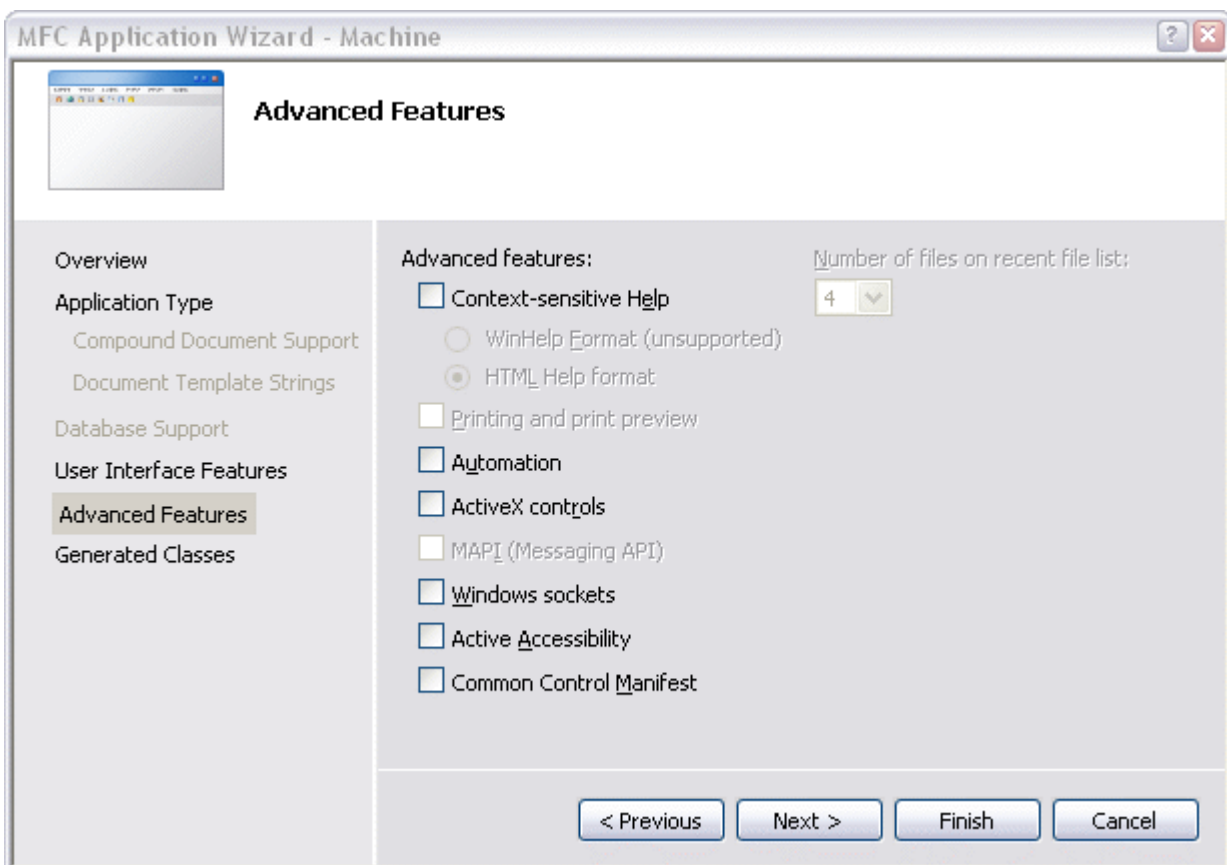 MFC Application Wizard - Machine
Advanced Features
Overview
Application Type
Compound Document Support
Document Template Strings
Database Support
User Interface Features
Advanced Features
Generated Classes
Advanced features:
Context-sensitive Help
WinHelp Format (unsupported)
HTML Help format
Printing and print preview
Automation
ActiveX controls
MAPI (Messaging API)
Windows sockets
Active Accessibility
Common Control Manifest
Number of files on recent file list:
4
< Previous
Next >
Finish
Cancel